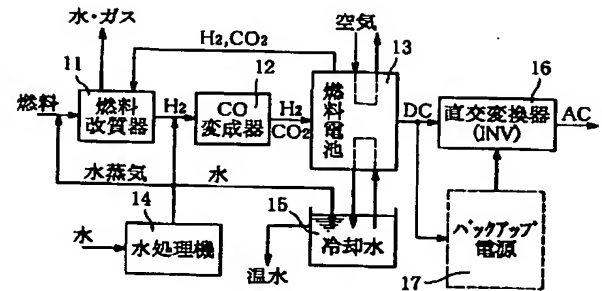 水・ガス
H2,CO2
空気
13
11
12
16
燃料
燃料
改質器
H2
CO
変成器
H2
CO2
燃料電池
DC
直交変換器
(INV)
AC
水蒸気
水
14
15
水
水処理機
冷却水
温水
バックアップ
電源
17